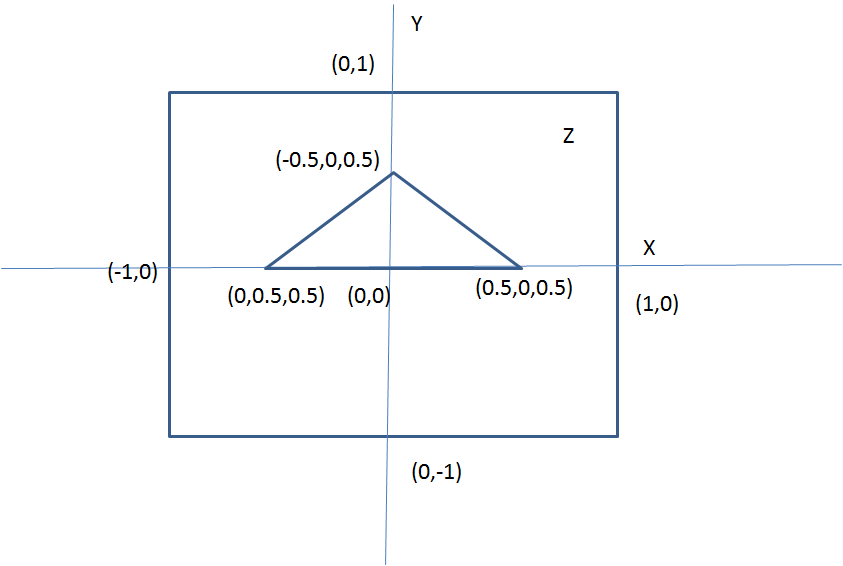 Y
(0,1)
Z
(-0.5,0,0.5)
X
(-1,0)
(0,0.5,0.5)
(0,0)
(0.5,0,0.5)
(1,0)
(0,-1)